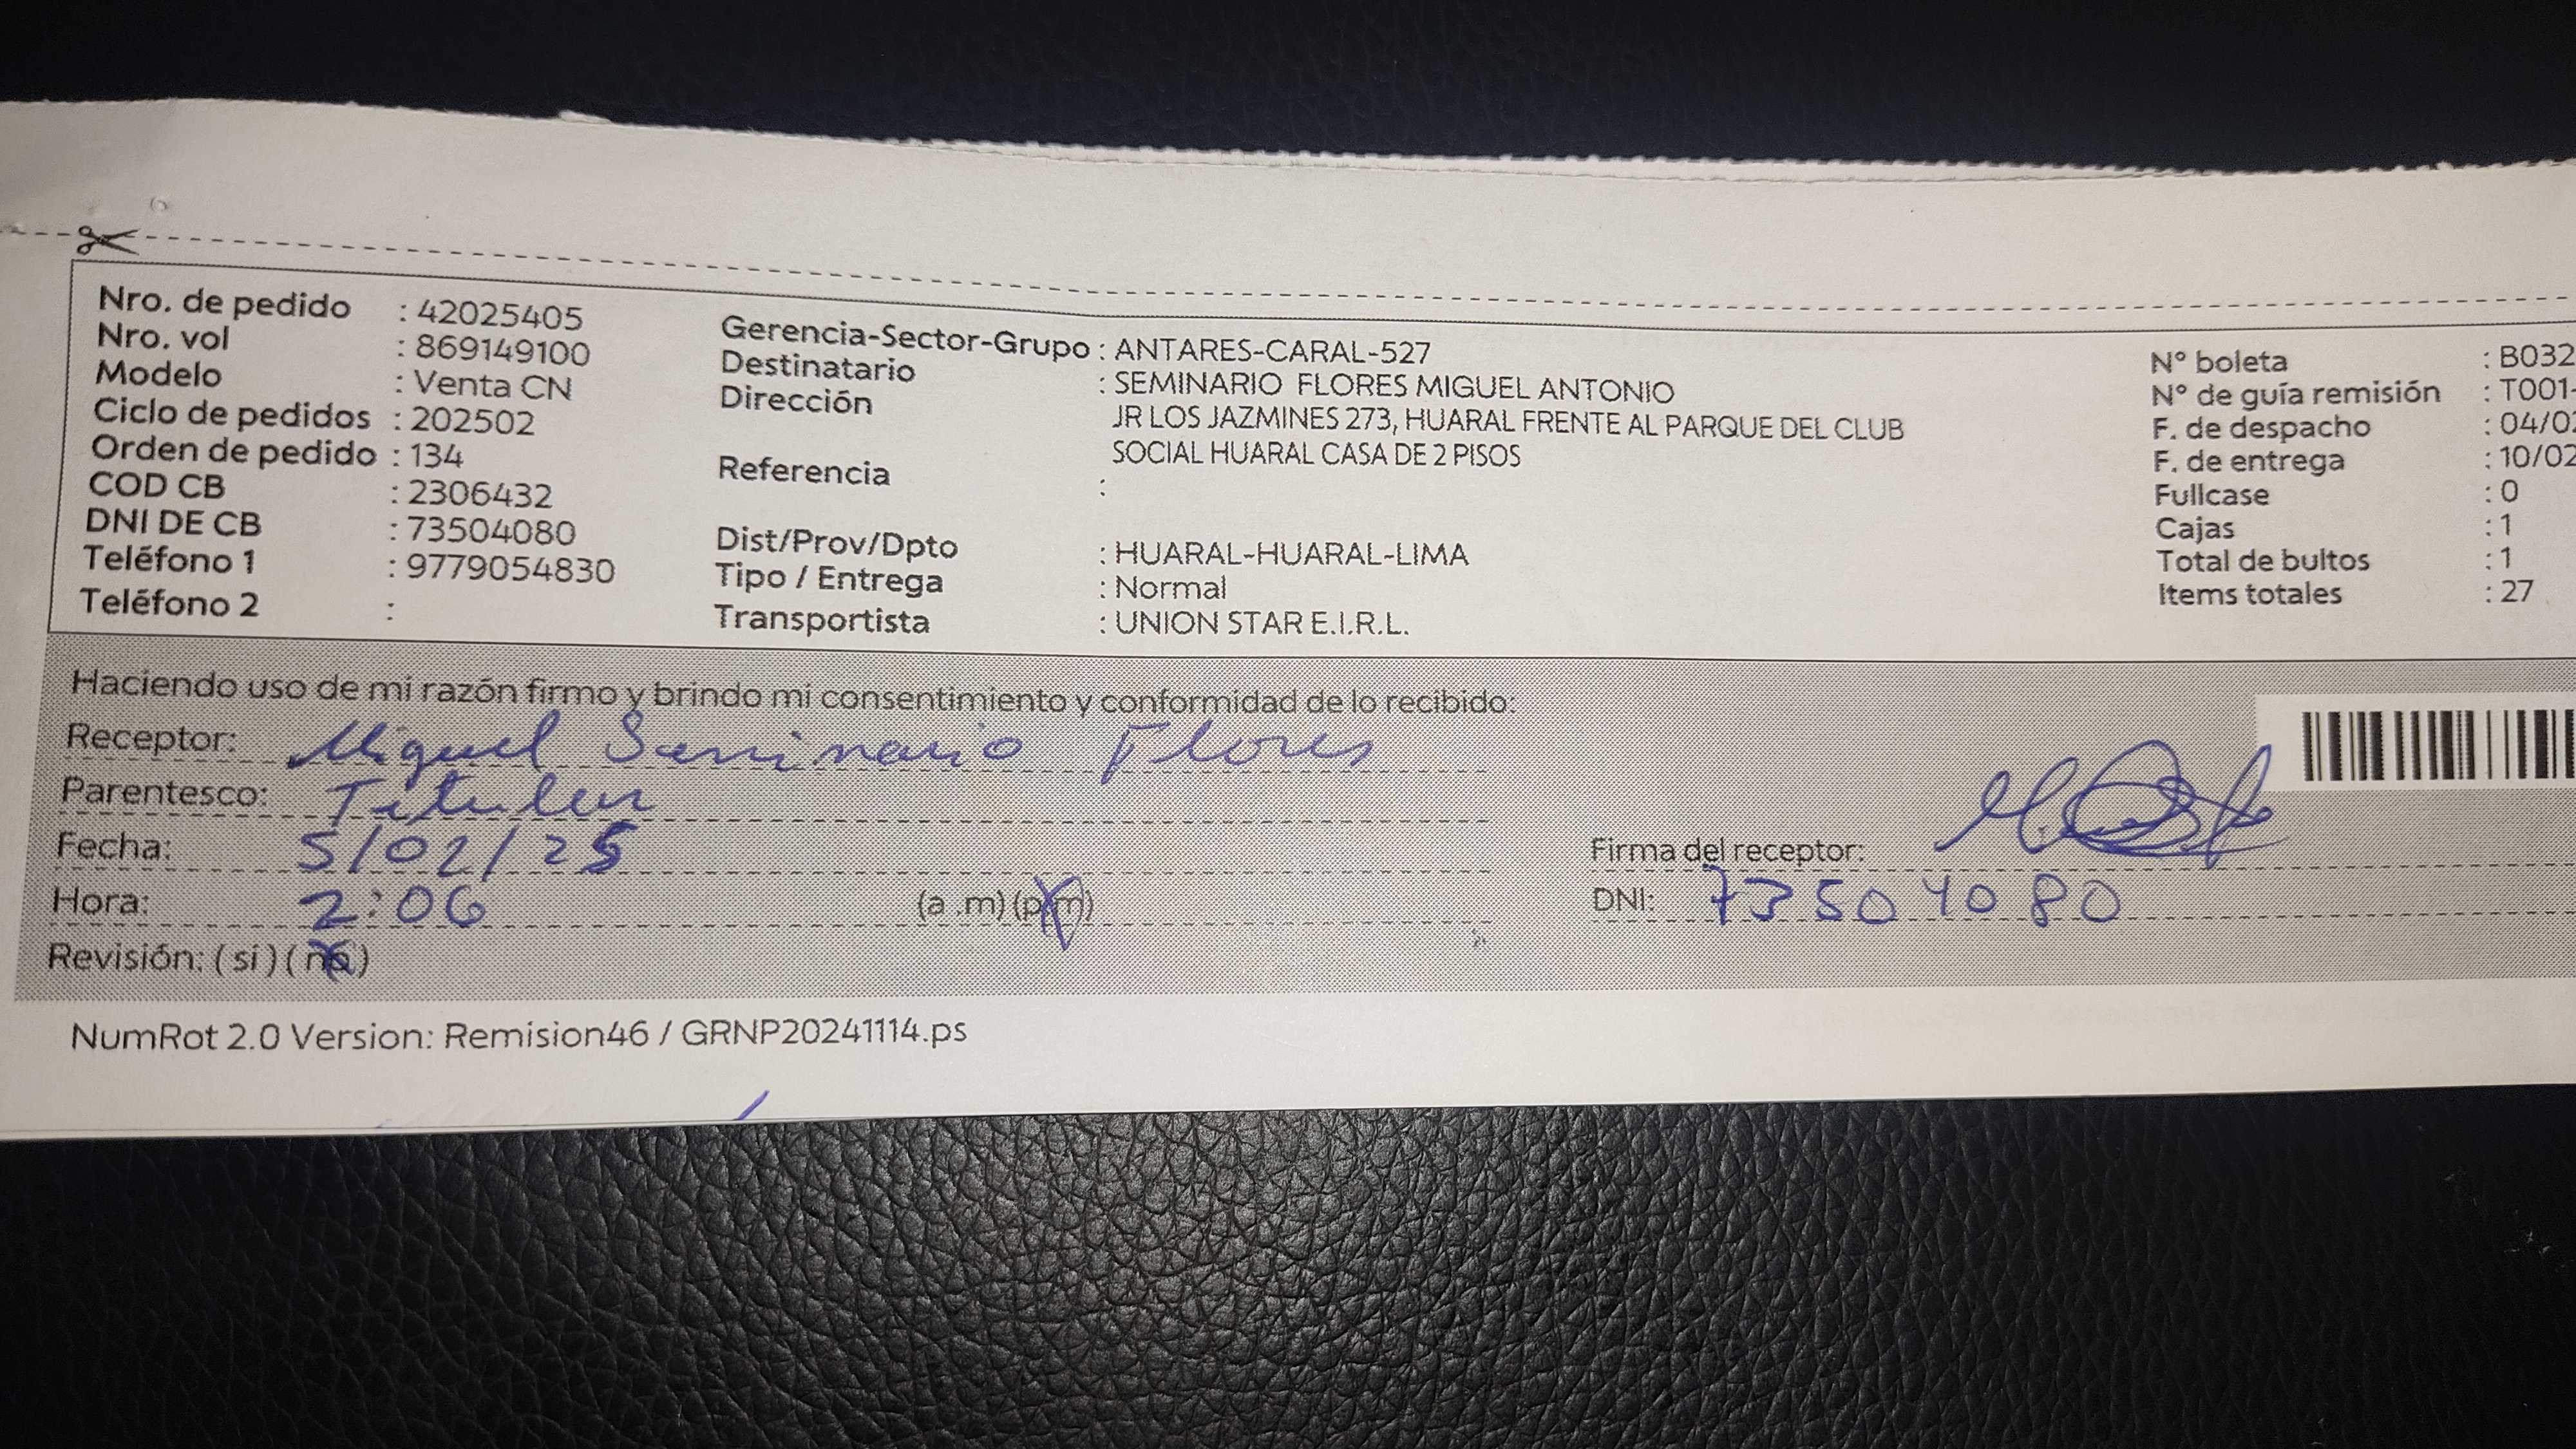 Nro. de pedido : 42025405
Nro. vol : 869149100
Modelo : Venta CN
Ciclo de pedidos : 202502
Orden de pedido : 134
COD CB : 2306432
DNI DE CB : 73504080
Teléfono 1 : 9779054830
Teléfono 2 :
Gerencia-Sector-Grupo : ANTARES-CARAL-527
Destinatario : SEMINARIO FLORES MIGUEL ANTONIO
Dirección JR LOS JAZMINES 273, HUARAL FRENTE AL PARQUE DEL CLUB
SOCIAL HUARAL CASA DE 2 PISOS
Referencia :
Dist/Prov/Dpto : HUARAL-HUARAL-LIMA
Tipo / Entrega : Normal
Transportista : UNION STAR E.I.R.L.
N° boleta : B032
N° de guía remisión : T001-
F. de despacho : 04/02
F. de entrega : 10/02
Fullcase : 0
Cajas : 1
Total de bultos : 1
Items totales : 27
Haciendo uso de mi razón firmo y brindo mi consentimiento y conformidad de lo recibido:
Receptor: Miguel Seminario Flores
Parentesco: Titular
Fecha: 5/02/25
Hora: 2:06 (a .m) (p.m)
Revisión: ( si ) ( no )
Firma del receptor:
DNI: 73504080
NumRot 2.0 Version: Remision46 / GRNP20241114.ps